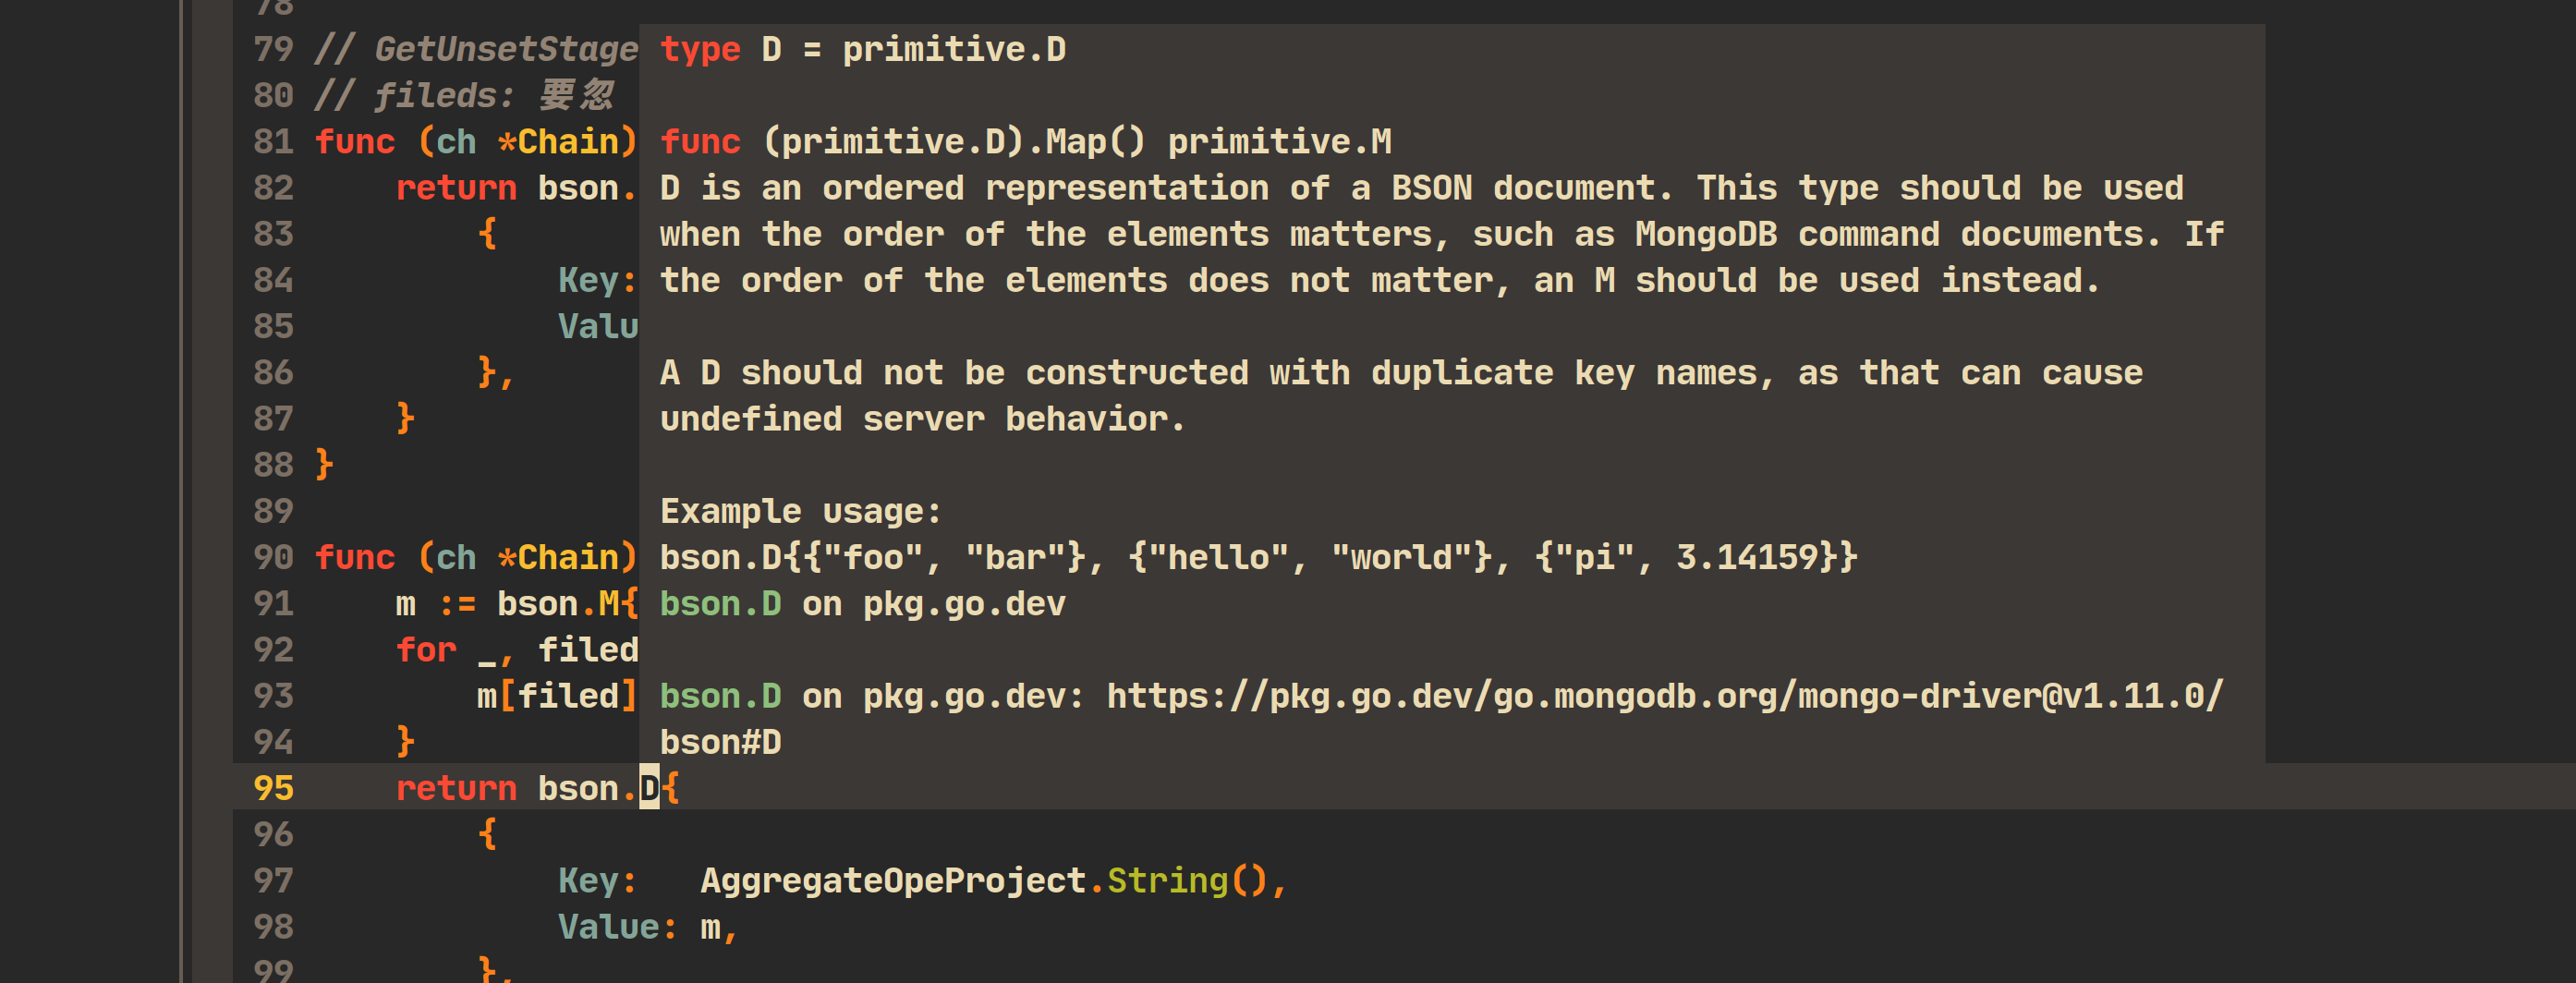 78
79 // GetUnsetStage type D = primitive.D
80 // fileds: 要忽
81 func (ch *Chain) func (primitive.D).Map() primitive.M
82 return bson. D is an ordered representation of a BSON document. This type should be used
83 { when the order of the elements matters, such as MongoDB command documents. If
84 Key: the order of the elements does not matter, an M should be used instead.
85 Valu
86 }, A D should not be constructed with duplicate key names, as that can cause
87 } undefined server behavior.
88 }
89 Example usage:
90 func (ch *Chain) bson.D{{"foo", "bar"}, {"hello", "world"}, {"pi", 3.14159}}
91 m := bson.M{ bson.D on pkg.go.dev
92 for _, filed
93 m[filed] bson.D on pkg.go.dev: https://pkg.go.dev/go.mongodb.org/mongo-driver@v1.11.0/
94 } bson#D
95 return bson.D{
96 {
97 Key: AggregateOpeProject.String(),
98 Value: m,
99 },